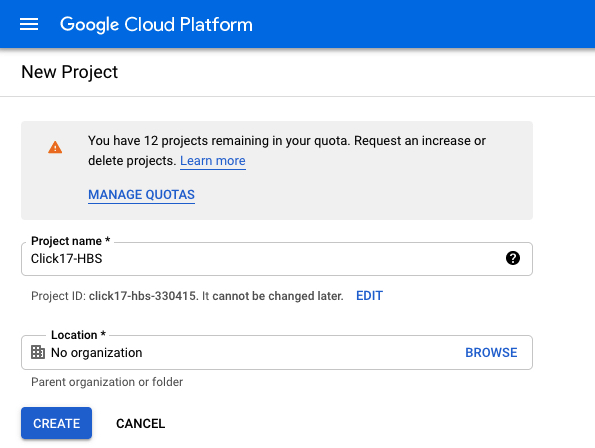 Google Cloud Platform
New Project
You have 12 projects remaining in your quota. Request an increase or
delete projects. Learn more
MANAGE QUOTAS
Project name *
Click17-HBS
Project ID: click17-hbs-330415. It cannot be changed later. EDIT
Location *
No organization BROWSE
Parent organization or folder
CREATE CANCEL